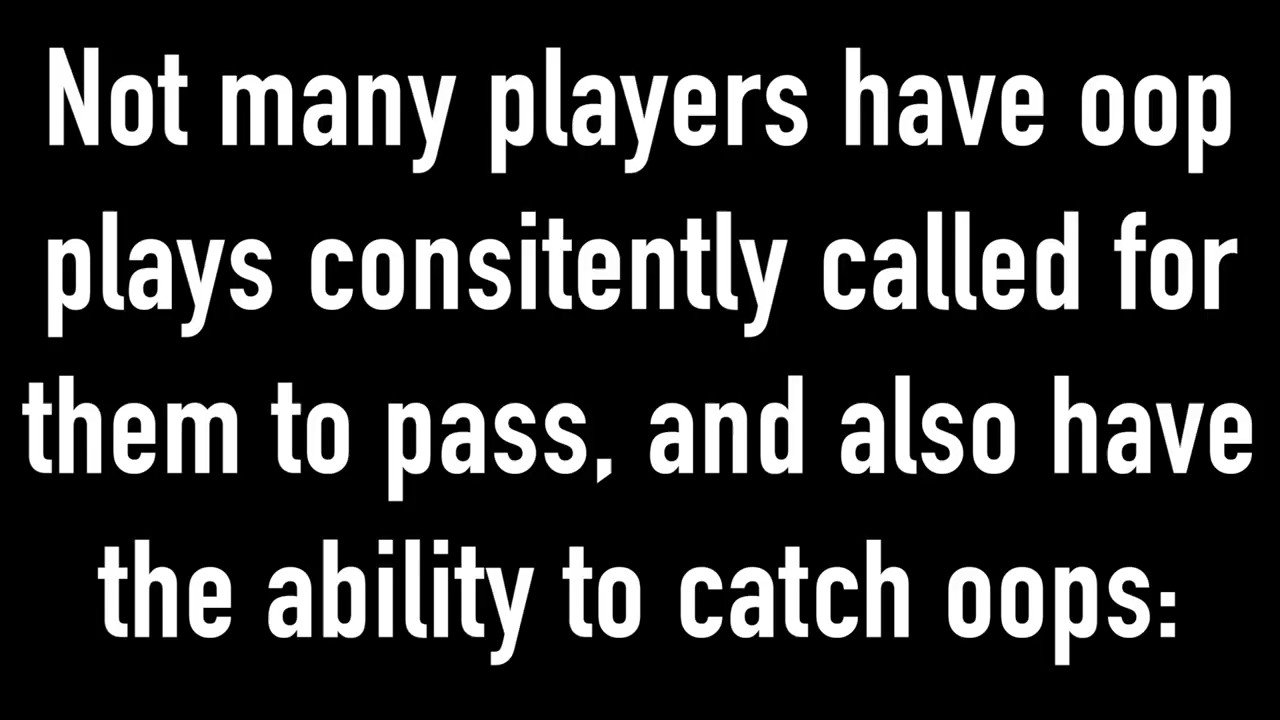 Not many players have oop
plays consitently called for
them to pass, and also have
the ability to catch oops: